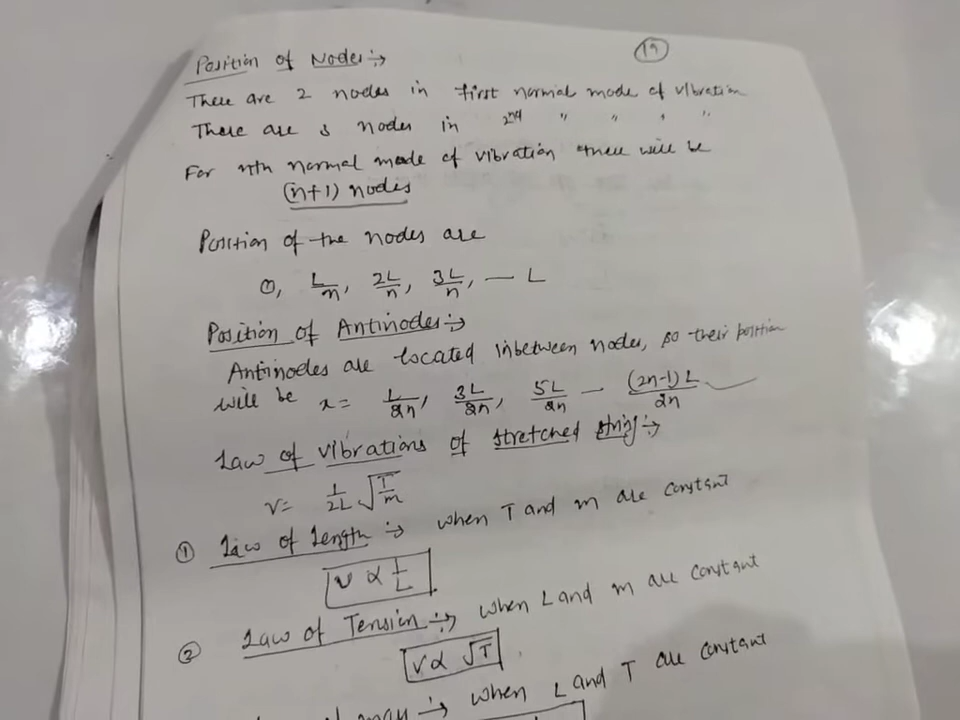 19
Position of Nodes :→
There are 2 nodes in first normal mode of vibration
There are 3 nodes in 2nd " " " "
For nth normal mode of vibration there will be
(n+1) nodes
Position of the nodes are
0, L/n, 2L/n, 3L/n, — L
Position of Antinodes :→
Antinodes are located inbetween nodes, so their position
will be x = L/2n, 3L/2n, 5L/2n — (2n-1)L/2n
Law of vibrations of stretched string :→
ν = 1/2L √T/m
① Law of Length :→ when T and m are constant
ν ∝ 1/L
② Law of Tension :→ when L and m are constant
ν ∝ √T
:→ when L and T are constant